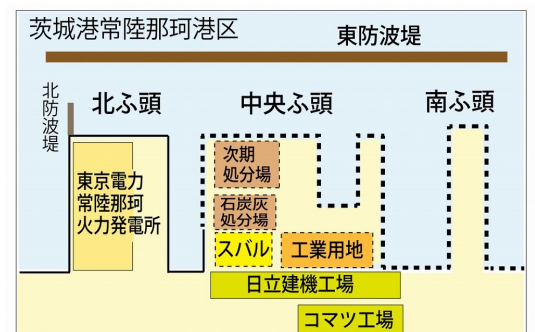 茨城港常陸那珂港区
東防波堤
北防波堤
北ふ頭
中央ふ頭
南ふ頭
東京電力
常陸那珂
火力発電所
次期
処分場
石炭灰
処分場
スバル
工業用地
日立建機工場
コマツ工場